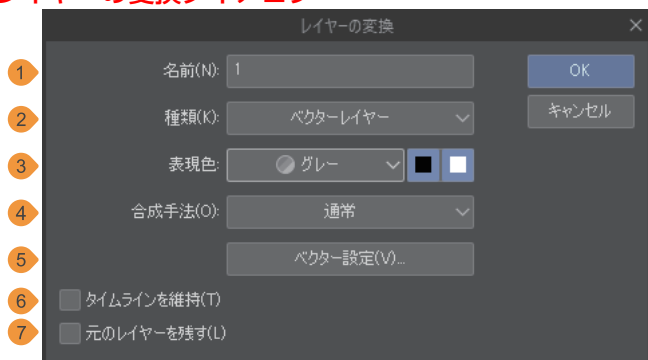 レイヤーの変換ダイアログ
レイヤーの変換
1 名前(N): 1 OK
2 種類(K): ベクターレイヤー キャンセル
3 表現色: グレー
4 合成手法(O): 通常
5 ベクター設定(V)...
6 タイムラインを維持(T)
7 元のレイヤーを残す(L)